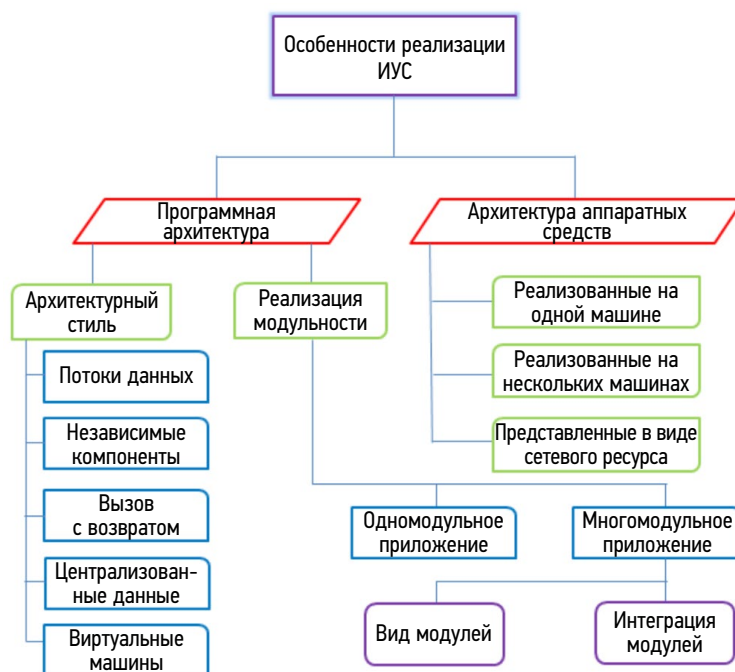 Особенности реализации
ИУС
Программная
архитектура
Архитектура аппаратных
средств
Архитектурный
стиль
Реализация
модульности
Реализованные на
одной машине
Потоки данных
Реализованные на
нескольких машинах
Независимые
компоненты
Представленные в виде
сетевого ресурса
Вызов
с возвратом
Одномодульное
приложение
Многомодульное
приложение
Централизован-
ные данные
Виртуальные
машины
Вид модулей
Интеграция
модулей